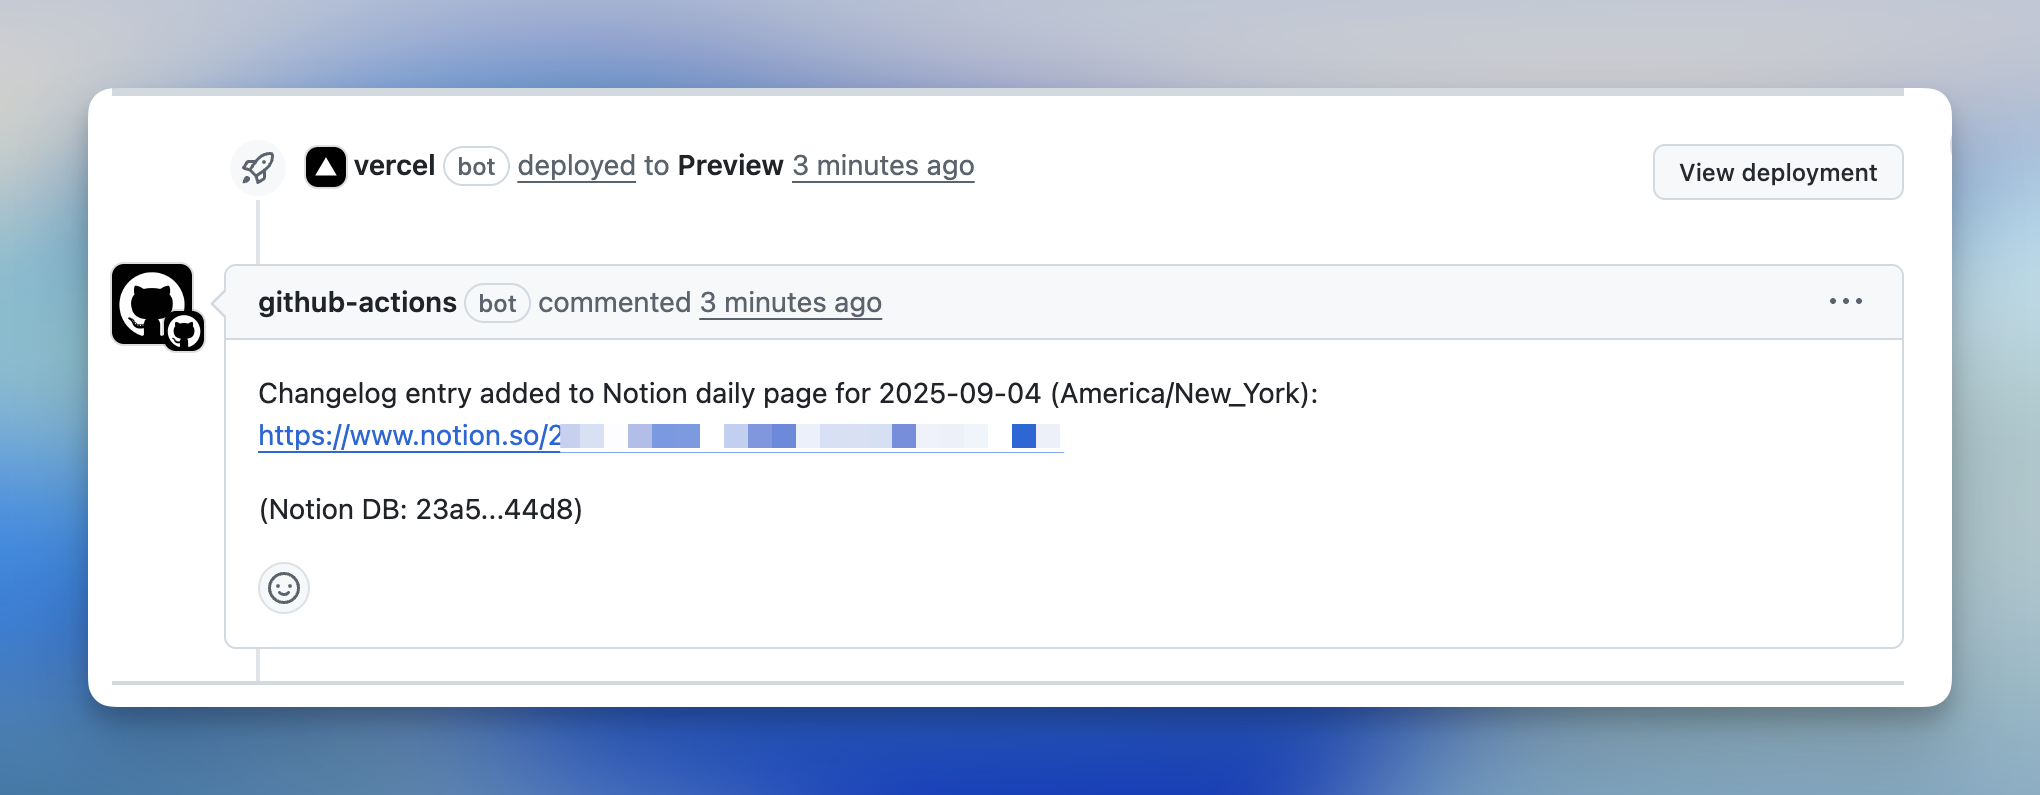 vercel bot deployed to Preview 3 minutes ago
View deployment
github-actions bot commented 3 minutes ago
Changelog entry added to Notion daily page for 2025-09-04 (America/New_York):
https://www.notion.so/2
(Notion DB: 23a5...44d8)